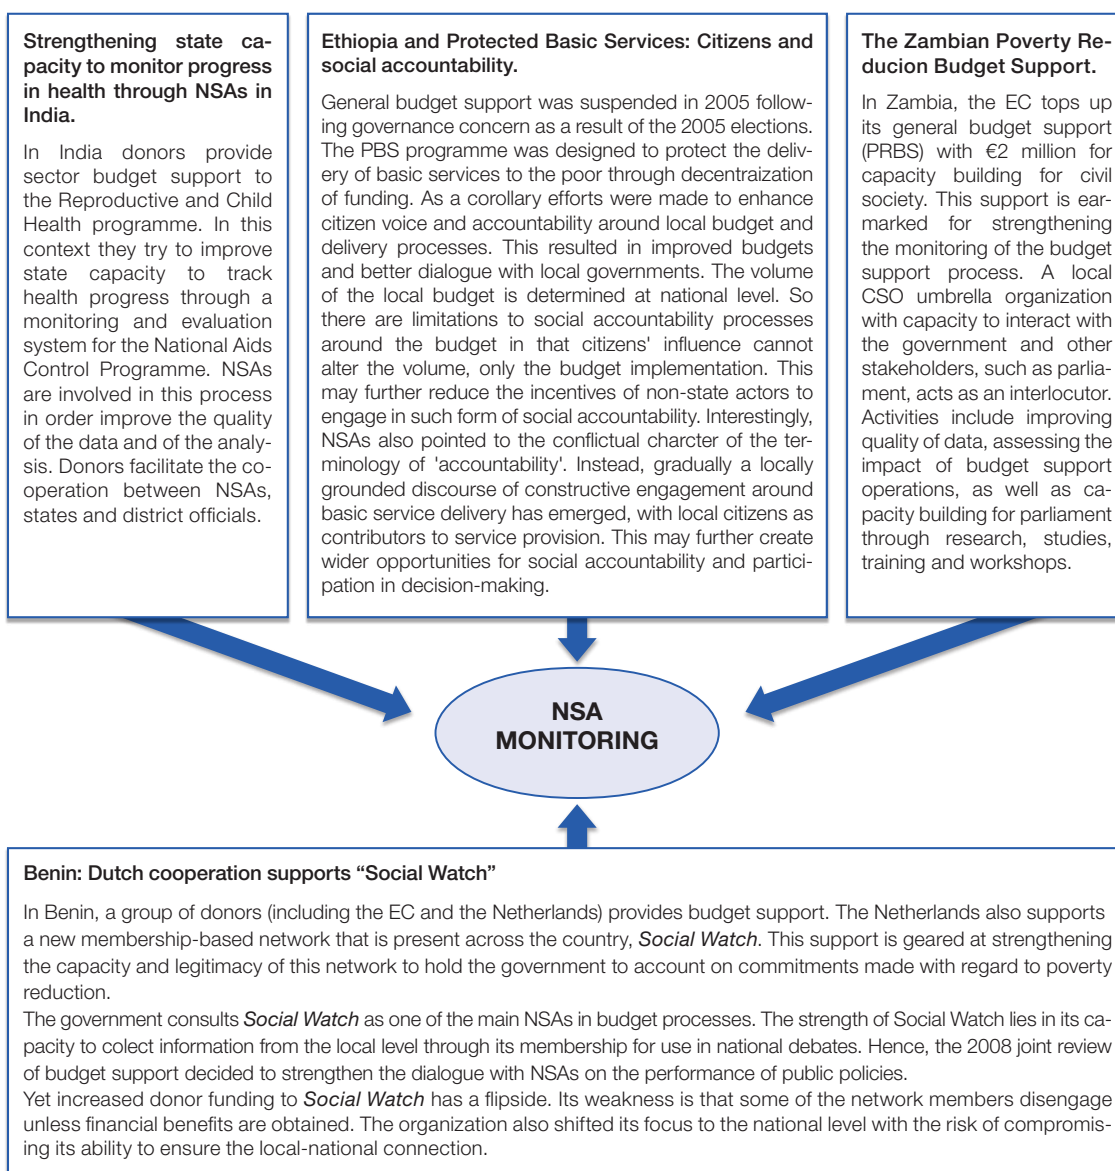 Strengthening state ca-
pacity to monitor progress
in health through NSAs in
India.
In India donors provide
sector budget support to
the Reproductive and Child
Health programme. In this
context they try to improve
state capacity to track
health progress through a
monitoring and evaluation
system for the National Aids
Control Programme. NSAs
are involved in this process
in order improve the quality
of the data and of the analy-
sis. Donors facilitate the co-
operation between NSAs,
states and district officials.
Ethiopia and Protected Basic Services: Citizens and
social accountability.
General budget support was suspended in 2005 follow-
ing governance concern as a result of the 2005 elections.
The PBS programme was designed to protect the deliv-
ery of basic services to the poor through decentraization
of funding. As a corollary efforts were made to enhance
citizen voice and accountability around local budget and
delivery processes. This resulted in improved budgets
and better dialogue with local governments. The volume
of the local budget is determined at national level. So
there are limitations to social accountability processes
around the budget in that citizens' influence cannot
alter the volume, only the budget implementation. This
may further reduce the incentives of non-state actors to
engage in such form of social accountability. Interestingly,
NSAs also pointed to the conflictual charcter of the ter-
minology of 'accountability'. Instead, gradually a locally
grounded discourse of constructive engagement around
basic service delivery has emerged, with local citizens as
contributors to service provision. This may further create
wider opportunities for social accountability and partici-
pation in decision-making.
The Zambian Poverty Re-
ducion Budget Support.
In Zambia, the EC tops up
its general budget support
(PRBS) with €2 million for
capacity building for civil
society. This support is ear-
marked for strengthening
the monitoring of the budget
support process. A local
CSO umbrella organization
with capacity to interact with
the government and other
stakeholders, such as parlia-
ment, acts as an interlocutor.
Activities include improving
quality of data, assessing the
impact of budget support
operations, as well as ca-
pacity building for parliament
through research, studies,
training and workshops.
NSA
MONITORING
Benin: Dutch cooperation supports “Social Watch”
In Benin, a group of donors (including the EC and the Netherlands) provides budget support. The Netherlands also supports
a new membership-based network that is present across the country, Social Watch. This support is geared at strengthening
the capacity and legitimacy of this network to hold the government to account on commitments made with regard to poverty
reduction.
The government consults Social Watch as one of the main NSAs in budget processes. The strength of Social Watch lies in its ca-
pacity to colect information from the local level through its membership for use in national debates. Hence, the 2008 joint review
of budget support decided to strengthen the dialogue with NSAs on the performance of public policies.
Yet increased donor funding to Social Watch has a flipside. Its weakness is that some of the network members disengage
unless financial benefits are obtained. The organization also shifted its focus to the national level with the risk of compromis-
ing its ability to ensure the local-national connection.